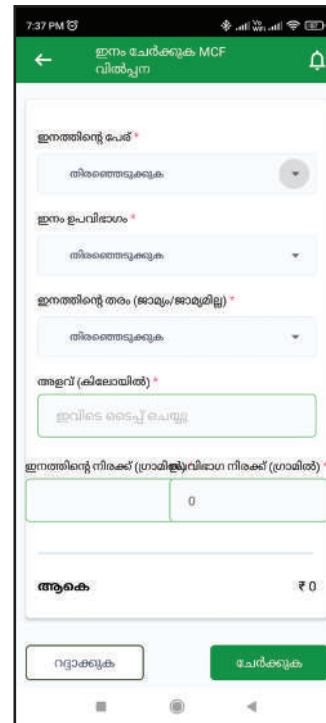 7:37 PM
ഇനം ചേർക്കുക MCF
വിൽപ്പന
ഇനത്തിന്റെ പേര് *
തിരഞ്ഞെടുക്കുക
ഇനം ഉപവിഭാഗം *
തിരഞ്ഞെടുക്കുക
ഇനത്തിന്റെ തരം (ജാമ്യം/ജാമ്യമില്ല) *
തിരഞ്ഞെടുക്കുക
അളവ് (കിലോയിൽ) *
ഇവിടെ ടൈപ്പ് ചെയ്യൂ
ഇനത്തിന്റെ നിരക്ക് (ഗ്രാമിൽ) ഉപവിഭാഗ നിരക്ക് (ഗ്രാമിൽ) *
0
ആകെ ₹ 0
റദ്ദാക്കുക ചേർക്കുക